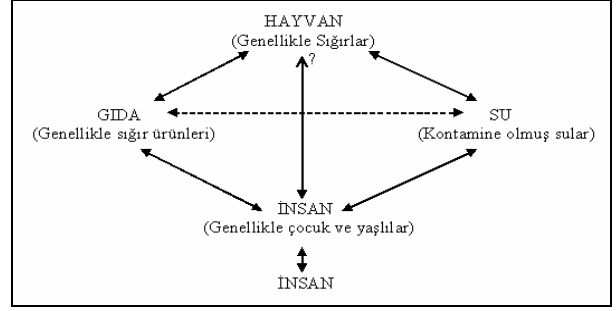 HAYVAN
(Genellikle Sığırlar)
?
GIDA
(Genellikle sığır ürünleri)
SU
(Kontamine olmuş sular)
İNSAN
(Genellikle çocuk ve yaşlılar)
İNSAN